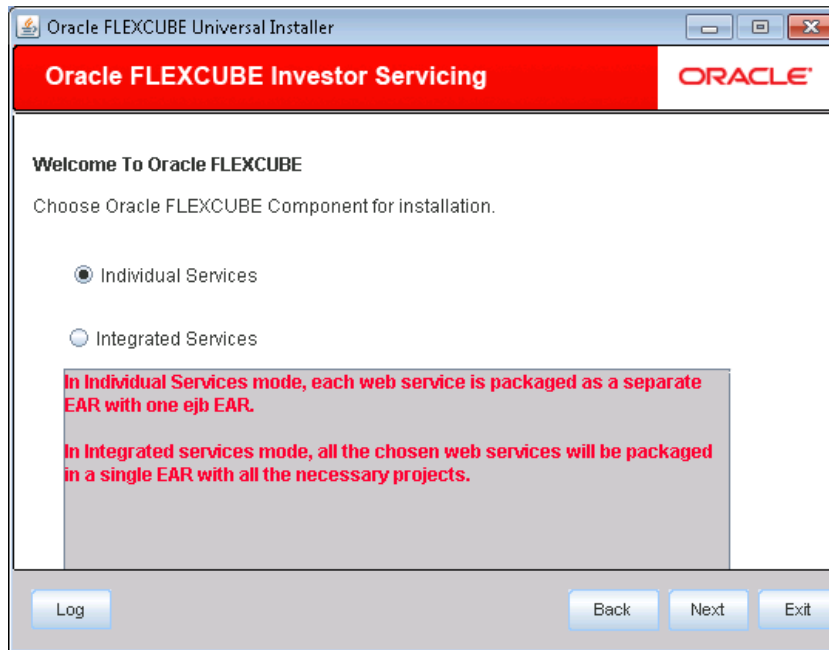 Oracle FLEXCUBE Universal Installer
Oracle FLEXCUBE Investor Servicing
ORACLE
Welcome To Oracle FLEXCUBE
Choose Oracle FLEXCUBE Component for installation.
Individual Services
Integrated Services
In Individual Services mode, each web service is packaged as a separate
EAR with one ejb EAR.
In Integrated services mode, all the chosen web services will be packaged
in a single EAR with all the necessary projects.
Log
Back
Next
Exit